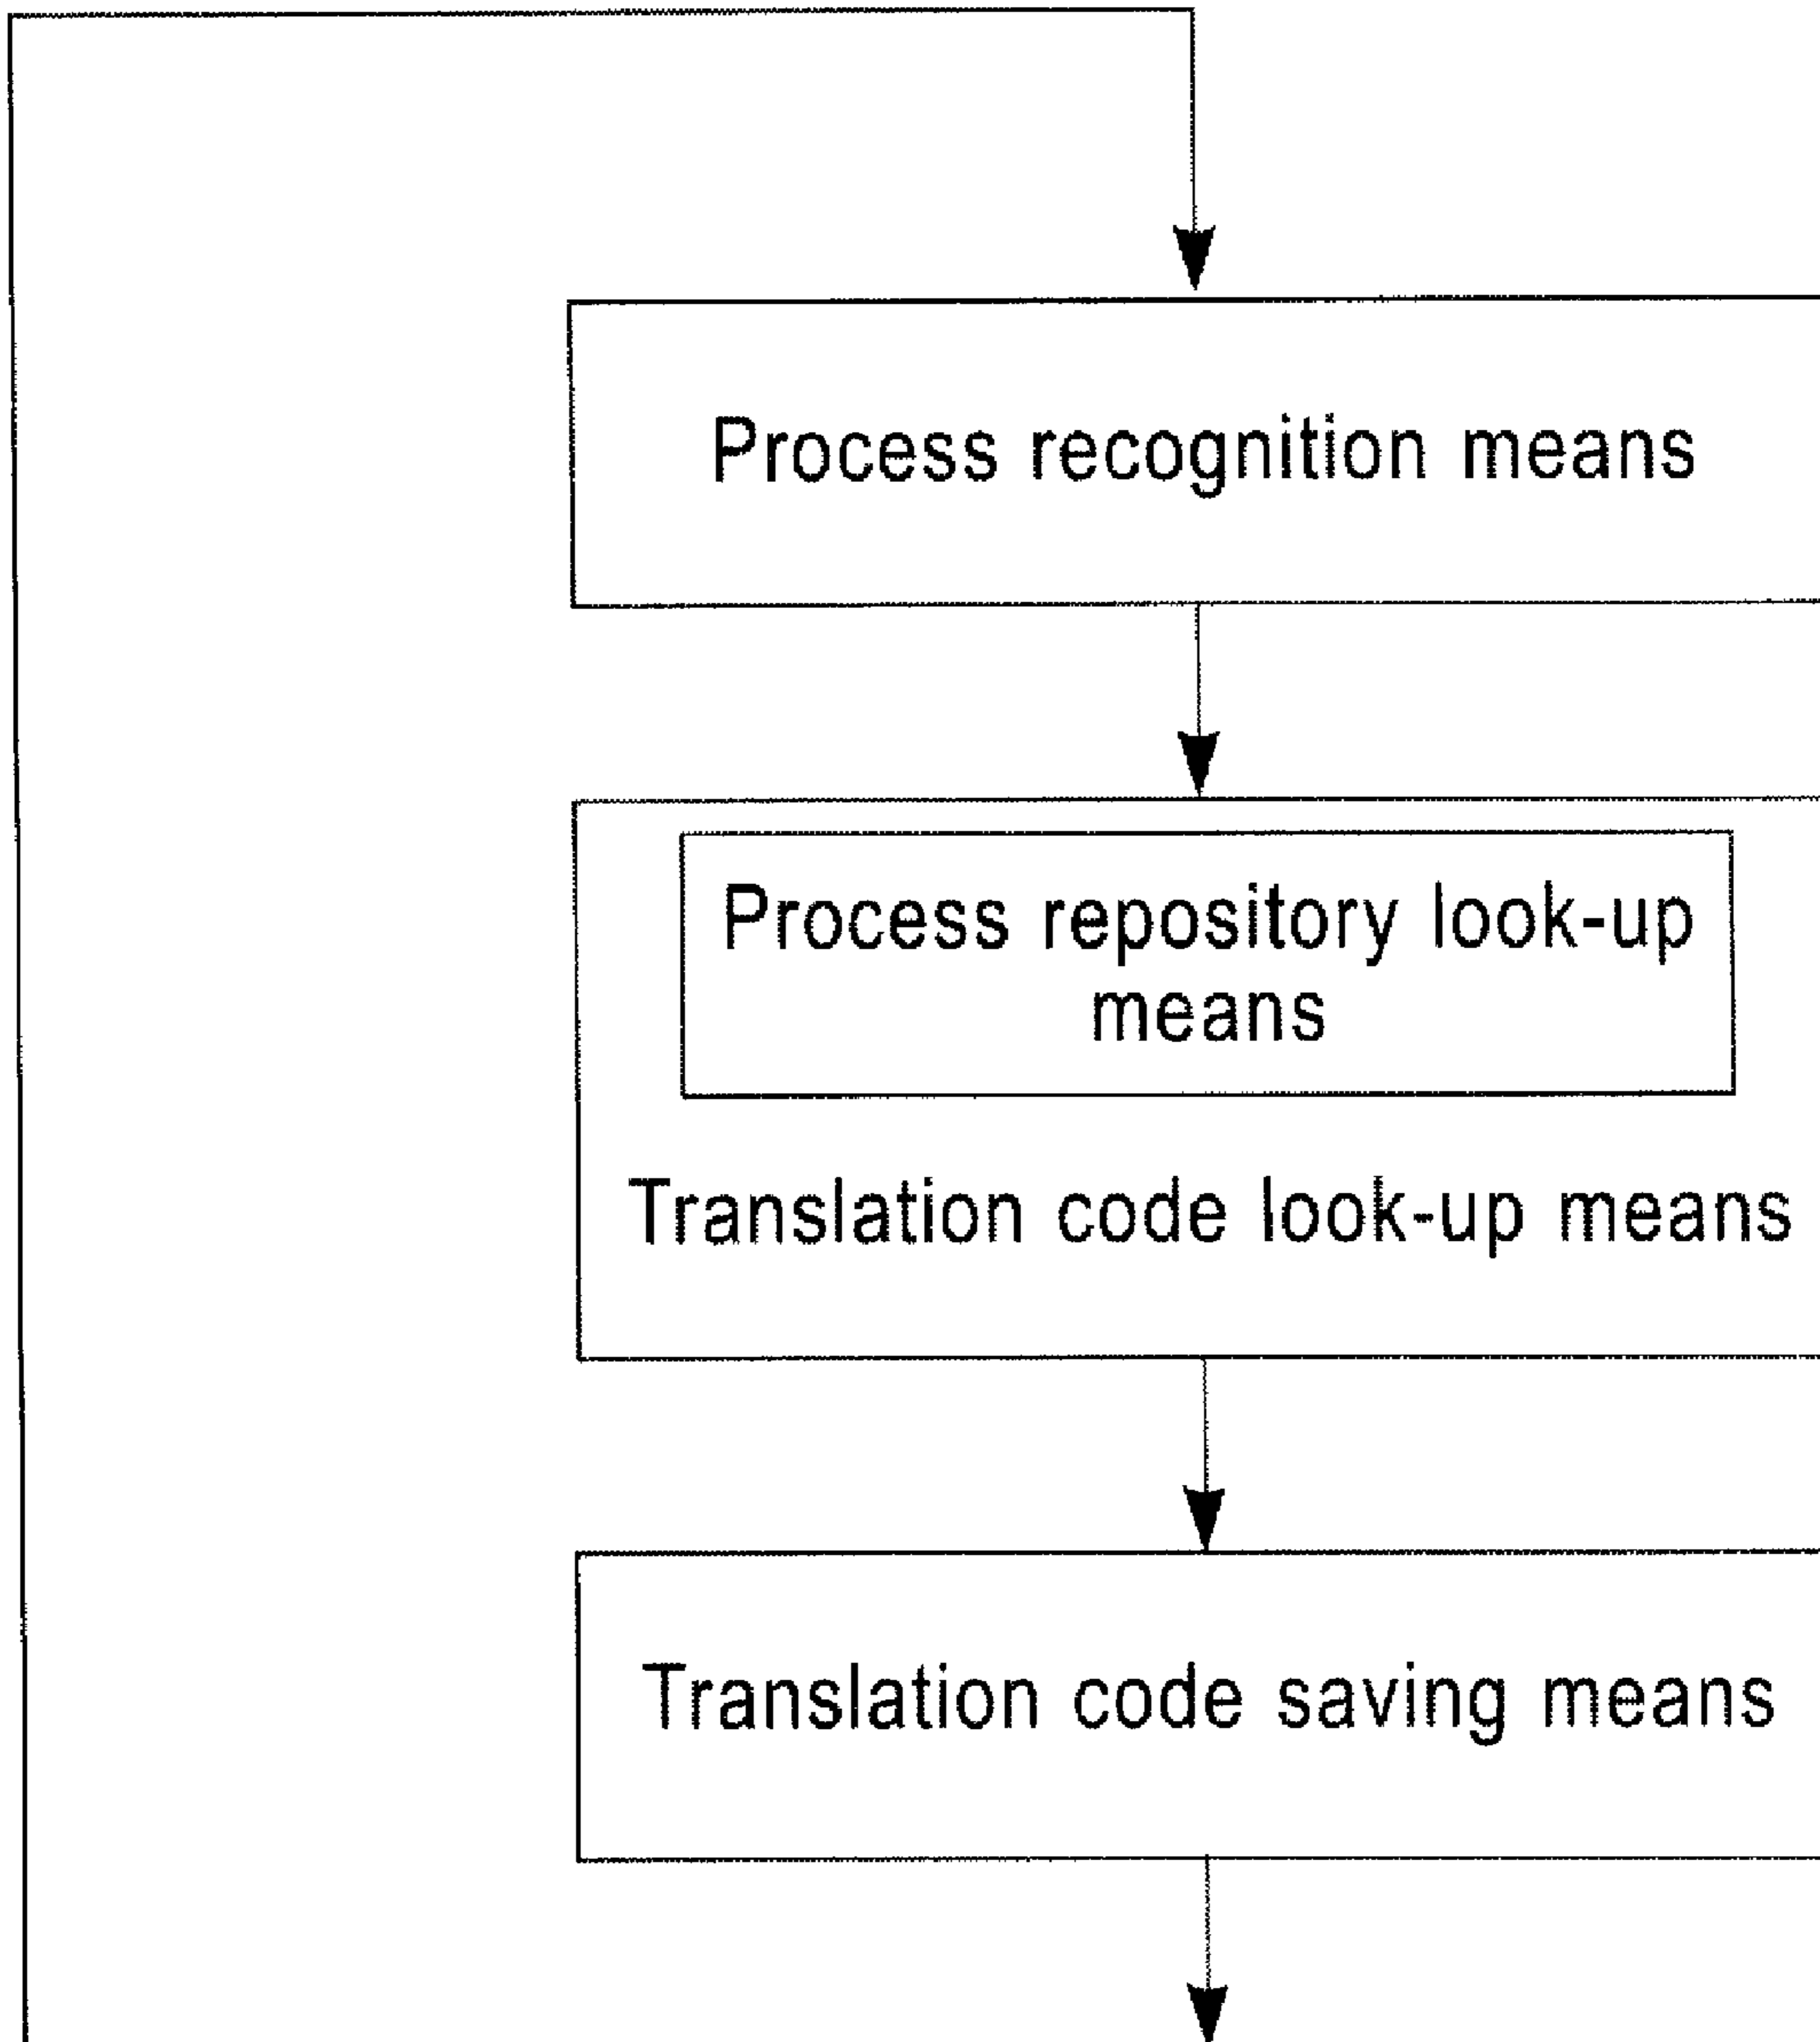 Process recognition means
Process repository look-up
means
Translation code look-up means
Translation code saving means